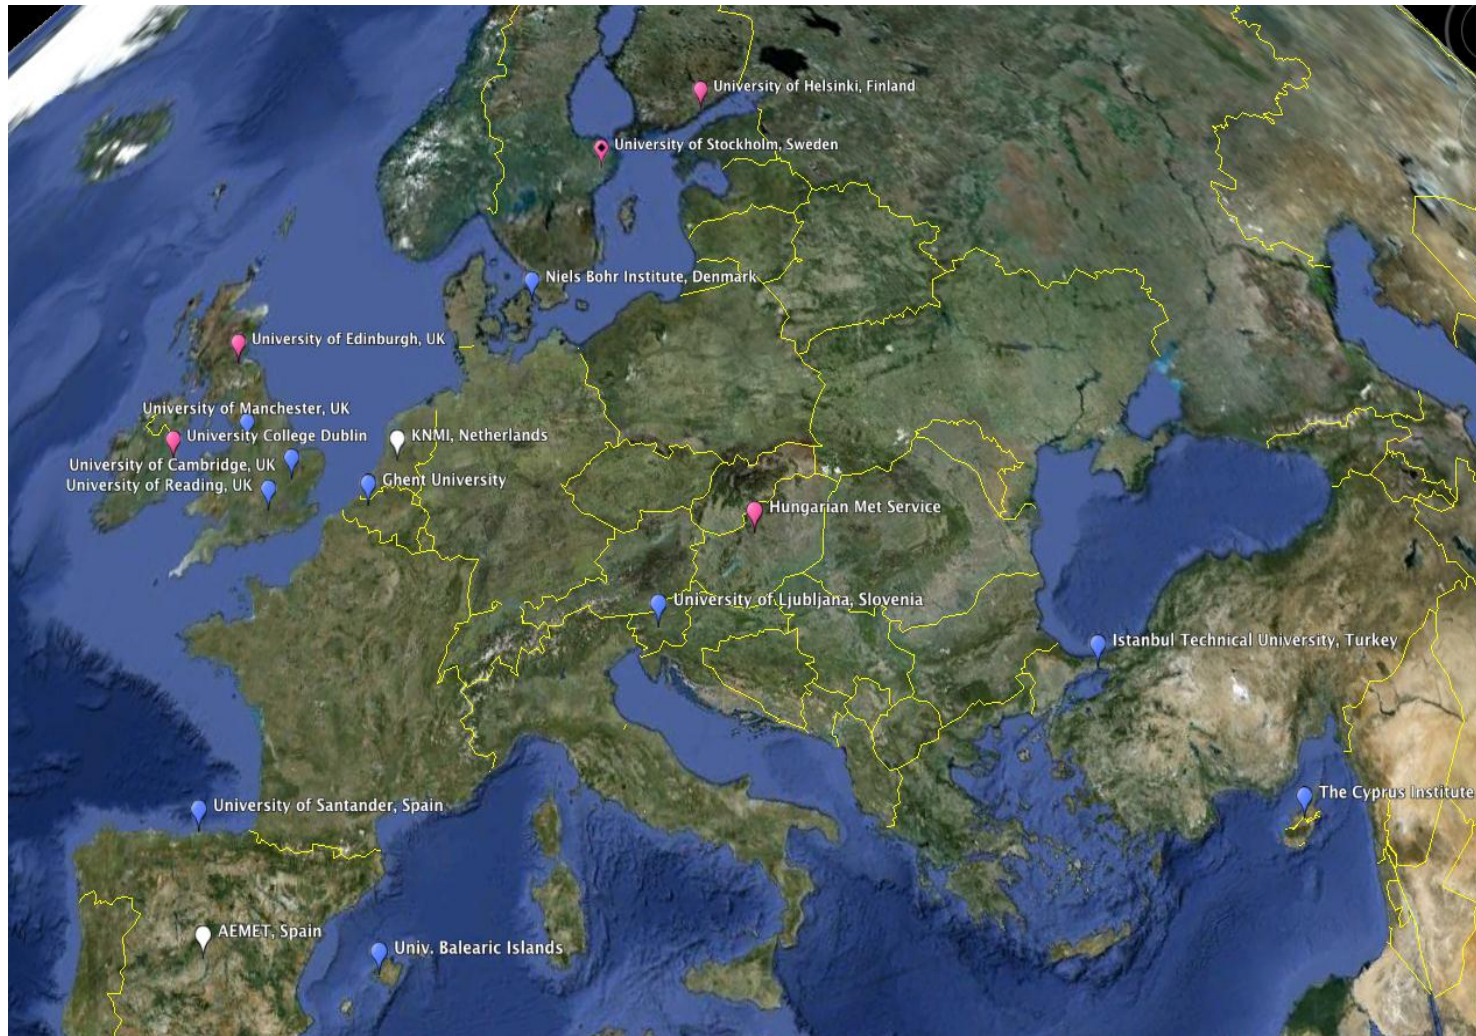 University of Helsinki, Finland
University of Stockholm, Sweden
Niels Bohr Institute, Denmark
University of Edinburgh, UK
University of Manchester, UK
University College Dublin
KNMI, Netherlands
University of Cambridge, UK
University of Reading, UK
Ghent University
Hungarian Met Service
University of Ljubljana, Slovenia
Istanbul Technical University, Turkey
The Cyprus Institute
University of Santander, Spain
AEMET, Spain
Univ. Balearic Islands